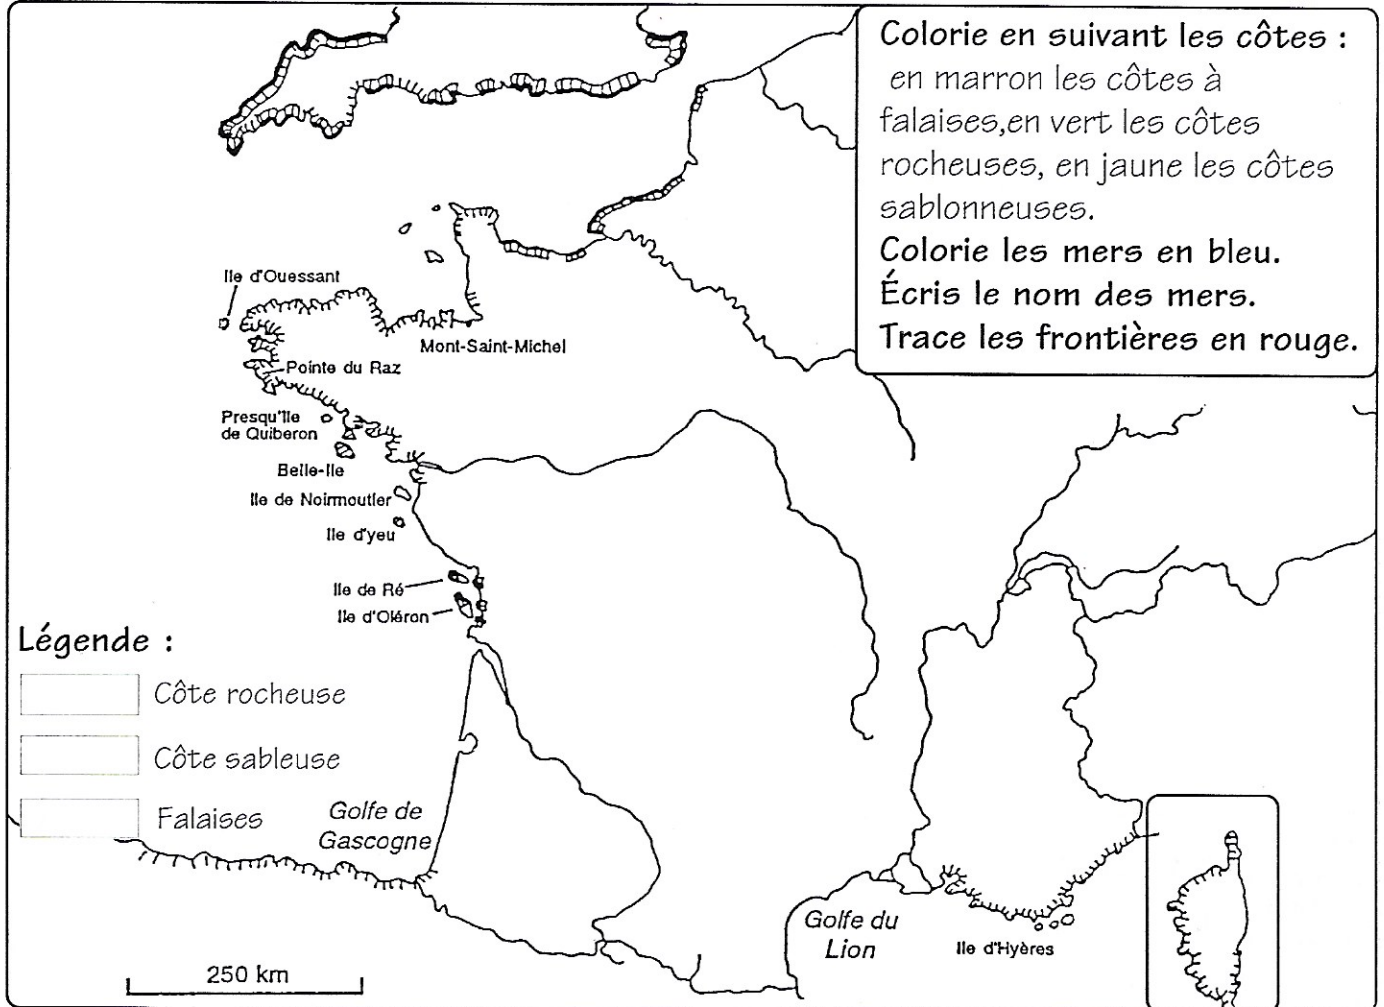 Colorie en suivant les côtes :
en marron les côtes à
falaises,en vert les côtes
rocheuses, en jaune les côtes
sablonneuses.
Colorie les mers en bleu.
Écris le nom des mers.
Trace les frontières en rouge.
Ile d'Ouessant
Mont-Saint-Michel
Pointe du Raz
Presqu'île
de Quiberon
Belle-Ile
Ile de Noirmoutier
Ile d'yeu
Ile de Ré
Ile d'Oléron
Légende :
Côte rocheuse
Côte sableuse
Falaises
Golfe de
Gascogne
Golfe du
Lion
Ile d'Hyères
250 km